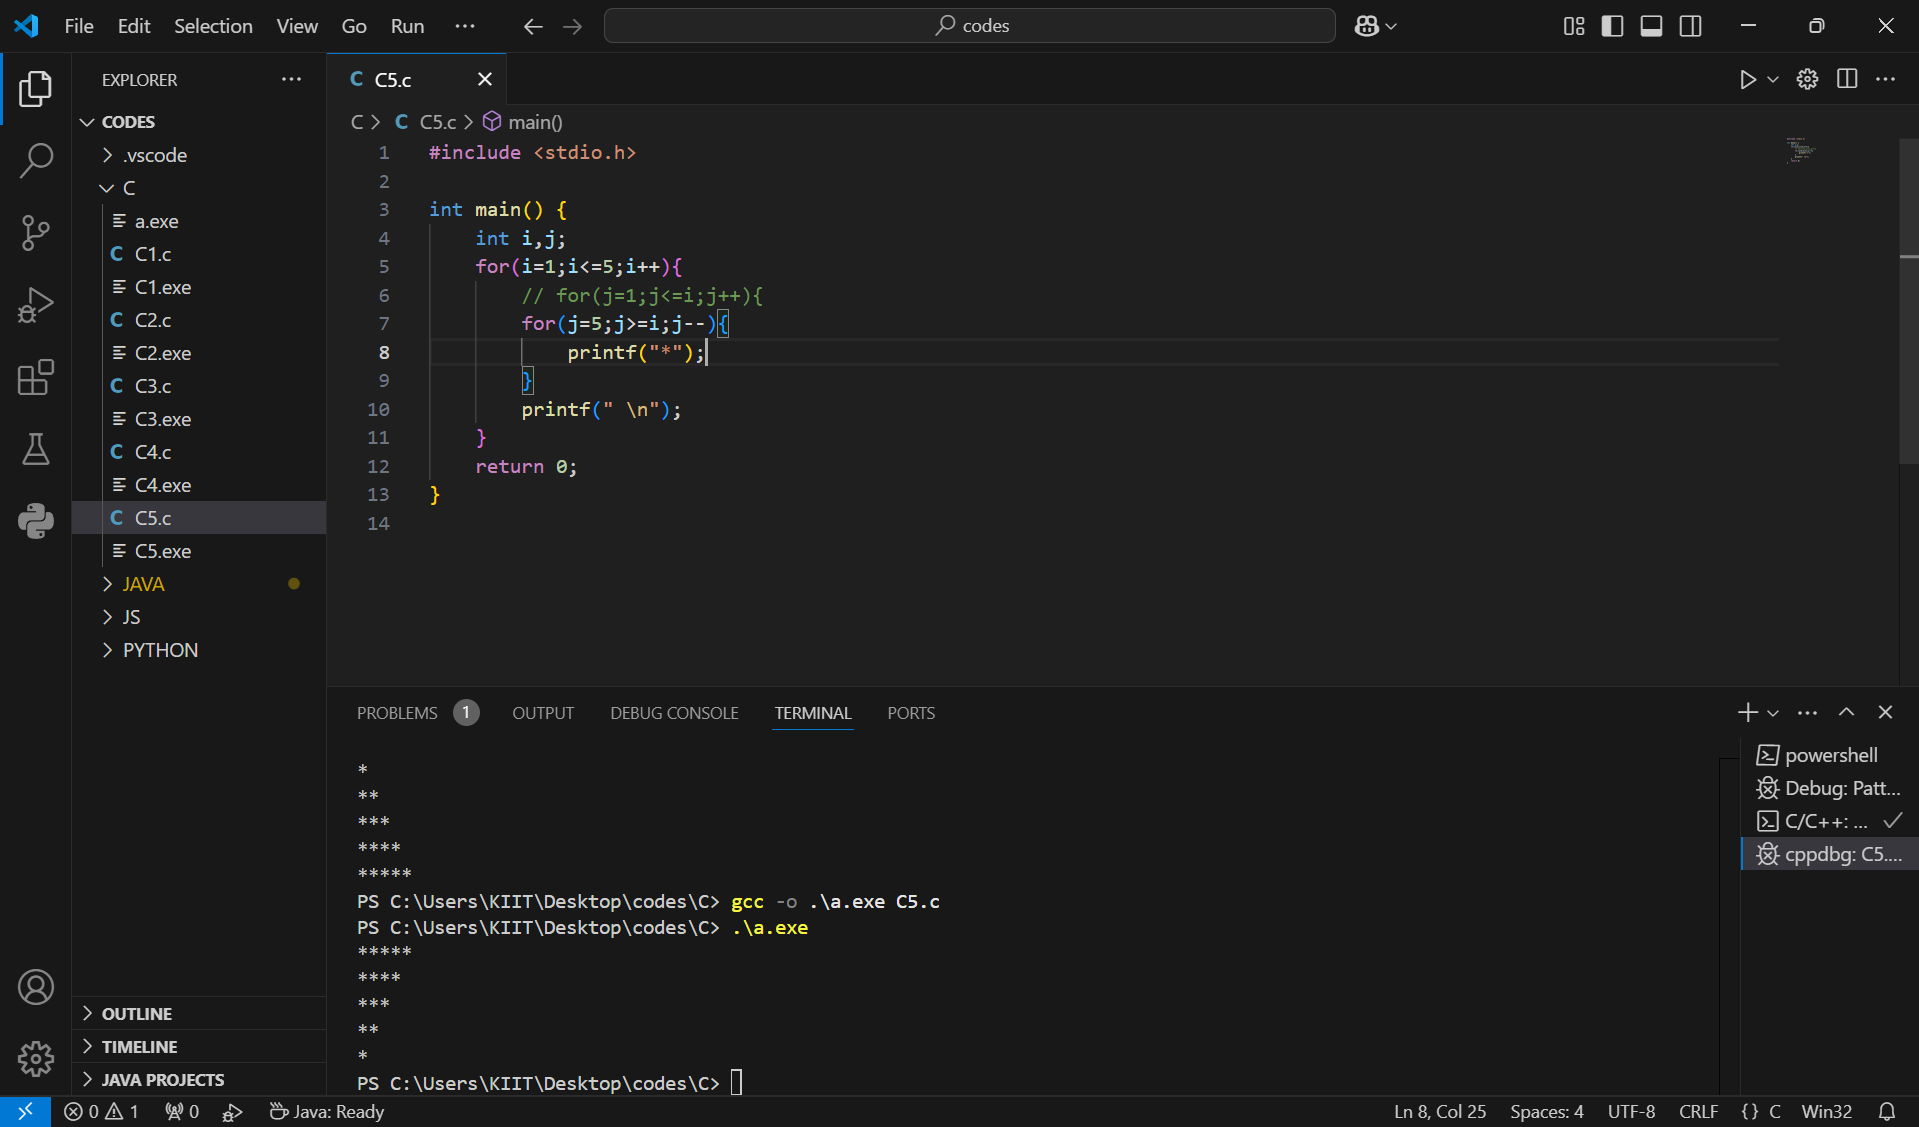 File Edit Selection View Go Run ··· codes
EXPLORER ···
CODES
.vscode
C
a.exe
C C1.c
C1.exe
C C2.c
C2.exe
C C3.c
C3.exe
C C4.c
C4.exe
C C5.c
C5.exe
JAVA
JS
PYTHON
OUTLINE
TIMELINE
JAVA PROJECTS
C C5.c
C > C C5.c > main()
1 #include <stdio.h>
2
3 int main() {
4     int i,j;
5     for(i=1;i<=5;i++){
6         // for(j=1;j<=i;j++){
7         for(j=5;j>=i;j--){
8             printf("*");
9         }
10         printf(" \n");
11     }
12     return 0;
13 }
14
PROBLEMS 1 OUTPUT DEBUG CONSOLE TERMINAL PORTS
*
**
***
****
*****
PS C:\Users\KIIT\Desktop\codes\C> gcc -o .\a.exe C5.c
PS C:\Users\KIIT\Desktop\codes\C> .\a.exe
*****
****
***
**
*
PS C:\Users\KIIT\Desktop\codes\C>
powershell
Debug: Patt...
C/C++: ...
cppdbg: C5....
0 1 0 Java: Ready Ln 8, Col 25 Spaces: 4 UTF-8 CRLF {} C Win32